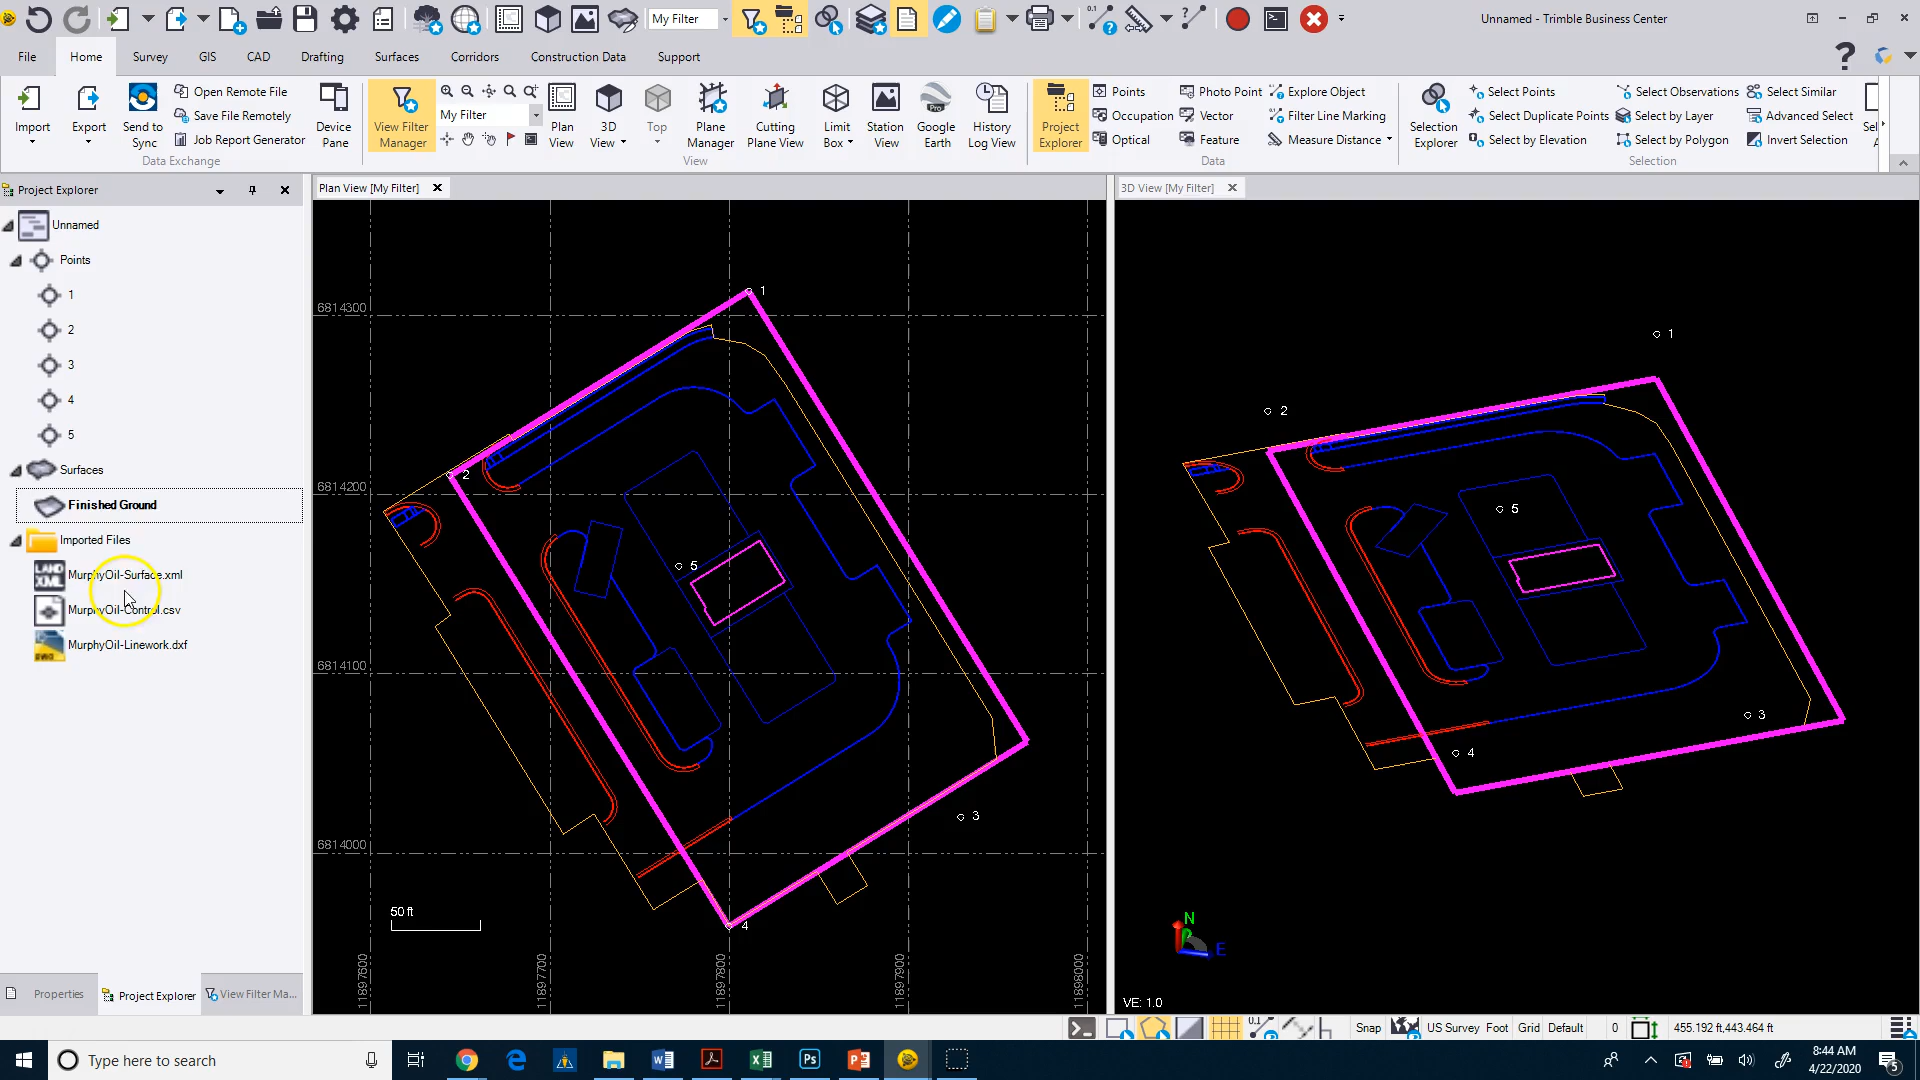 My Filter
Unnamed - Trimble Business Center
File Home Survey GIS CAD Drafting Surfaces Corridors Construction Data Support
Import
Export
Send to Sync
Open Remote File
Save File Remotely
Job Report Generator
Data Exchange
Device Pane
View Filter Manager
My Filter
Plan View
3D View
Top
Plane Manager
Cutting Plane View
Limit Box
Station View
Google Earth
History Log View
View
Project Explorer
Points
Occupation
Optical
Photo Point
Vector
Feature
Explore Object
Filter Line Marking
Measure Distance
Data
Selection Explorer
Select Points
Select Duplicate Points
Select by Elevation
Select Observations
Select by Layer
Select by Polygon
Select Similar
Advanced Select
Invert Selection
Selection
Project Explorer
Unnamed
Points
1
2
3
4
5
Surfaces
Finished Ground
Imported Files
MurphyOil-Surface.xml
MurphyOil-Control.csv
MurphyOil-Linework.dxf
Properties
Project Explorer
View Filter Ma...
Plan View [My Filter]
6814300
6814200
6814100
6814000
1
2
5
3
4
50 ft
11897600
11897700
11897800
11897900
11898000
3D View [My Filter]
1
2
5
3
4
N
E
VE: 1.0
Snap US Survey Foot Grid Default 0 455.192 ft,443.464 ft
Type here to search
8:44 AM
4/22/2020
5